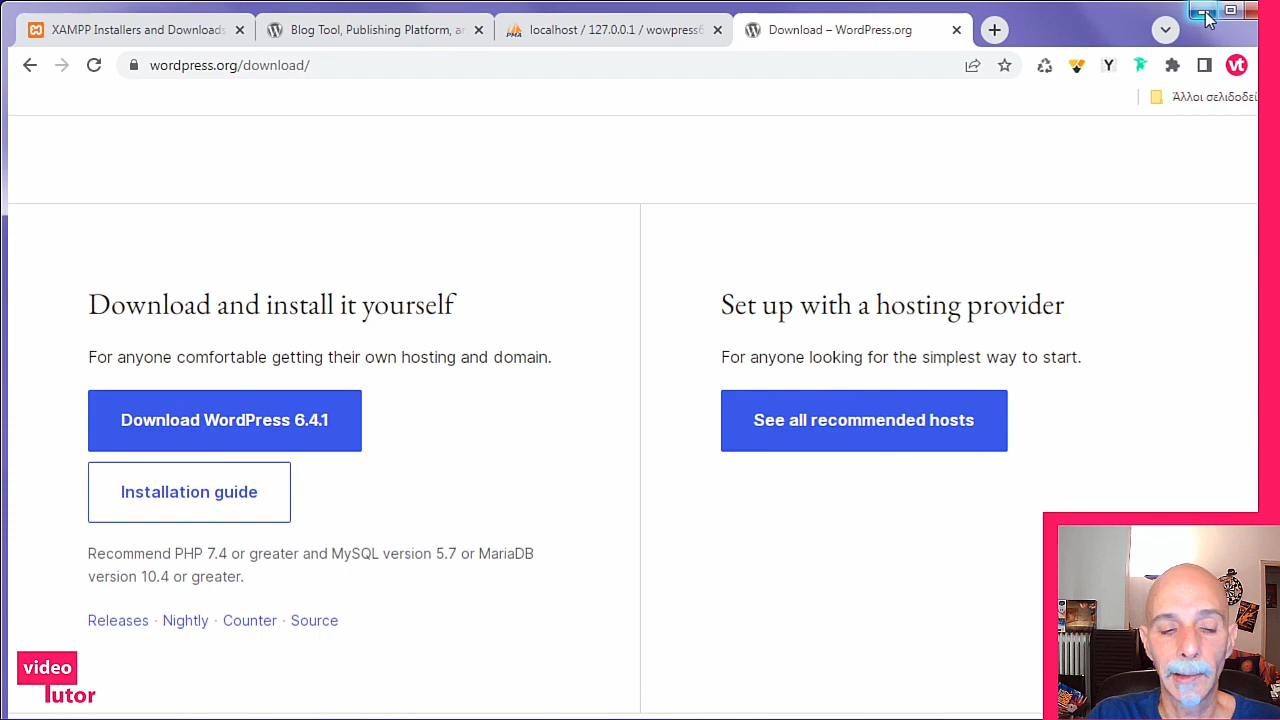 XAMPP Installers and Downloads
Blog Tool, Publishing Platform, an
localhost / 127.0.0.1 / wowpress6
Download – WordPress.org
wordpress.org/download/
Y
vt
Άλλοι σελιδοδεί
Download and install it yourself
For anyone comfortable getting their own hosting and domain.
Download WordPress 6.4.1
Installation guide
Recommend PHP 7.4 or greater and MySQL version 5.7 or MariaDB
version 10.4 or greater.
Releases · Nightly · Counter · Source
Set up with a hosting provider
For anyone looking for the simplest way to start.
See all recommended hosts
video
Tutor